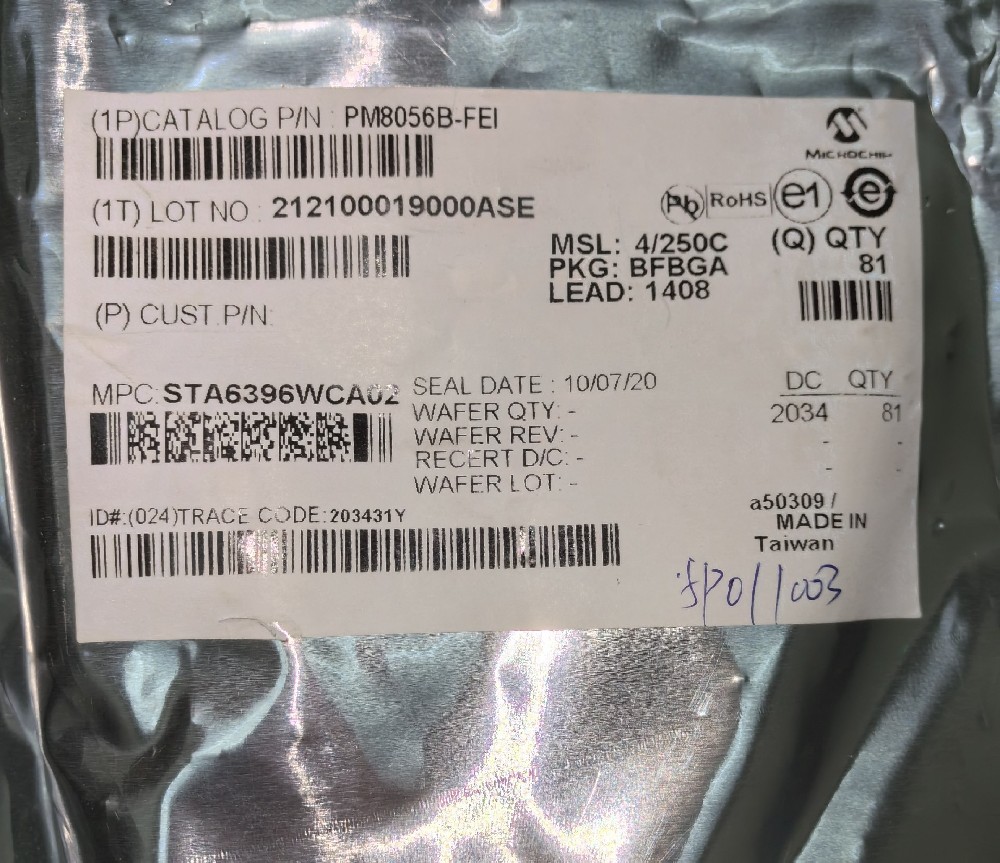 (1P)CATALOG P/N : PM8056B-FEI
MICROCHIP
(1T) LOT NO : 212100019000ASE
Pb RoHS e1 e
MSL: 4/250C
PKG: BFBGA
LEAD: 1408
(Q) QTY
81
(P) CUST P/N:
MPC:STA6396WCA02
SEAL DATE : 10/07/20
WAFER QTY: -
WAFER REV: -
RECERT D/C: -
WAFER LOT: -
DC QTY
2034 81
- -
- -
ID#:(024)TRACE CODE:203431Y
a50309 /
MADE IN
Taiwan